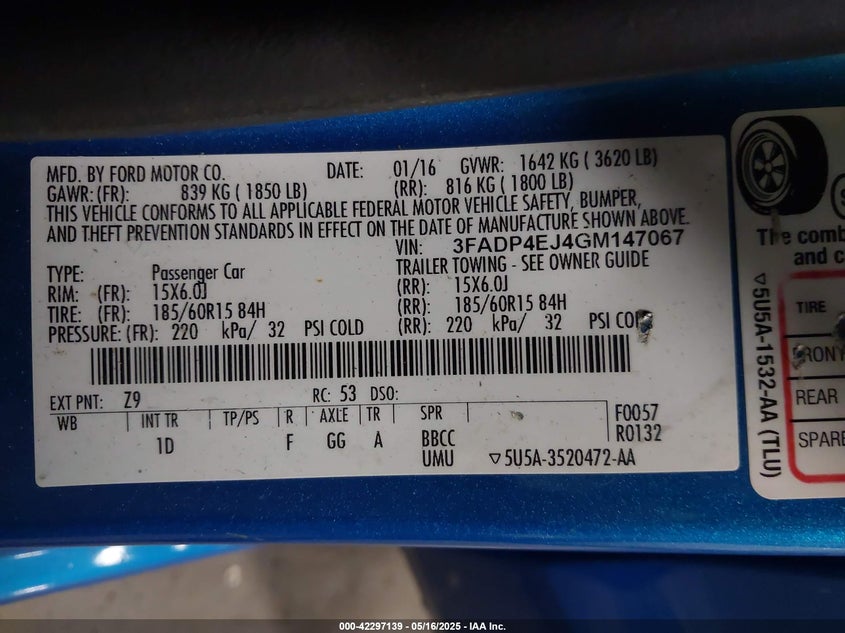 MFD. BY FORD MOTOR CO. DATE: 01/16 GVWR: 1642 KG ( 3620 LB)
GAWR: (FR): 839 KG ( 1850 LB) (RR): 816 KG ( 1800 LB)
THIS VEHICLE CONFORMS TO ALL APPLICABLE FEDERAL MOTOR VEHICLE SAFETY, BUMPER,
AND THEFT PREVENTION STANDARDS IN EFFECT ON THE DATE OF MANUFACTURE SHOWN ABOVE.
VIN: 3FADP4EJ4GM147067
TYPE: Passenger Car TRAILER TOWING - SEE OWNER GUIDE
RIM: (FR): 15X6.0J (RR): 15X6.0J
TIRE: (FR): 185/60R15 84H (RR): 185/60R15 84H
PRESSURE: (FR): 220 kPa/ 32 PSI COLD (RR): 220 kPa/ 32 PSI COL
EXT PNT: Z9 RC: 53 DSO:
WB INT TR TP/PS R AXLE TR SPR F0057
1D F GG A BBCC R0132
UMU ▽5U5A-3520472-AA
The comb
and c
▽5U5A-1532-AA (TLU)
TIRE
FRONT
REAR
SPARE
000-42297139 - 05/16/2025 - IAA Inc.